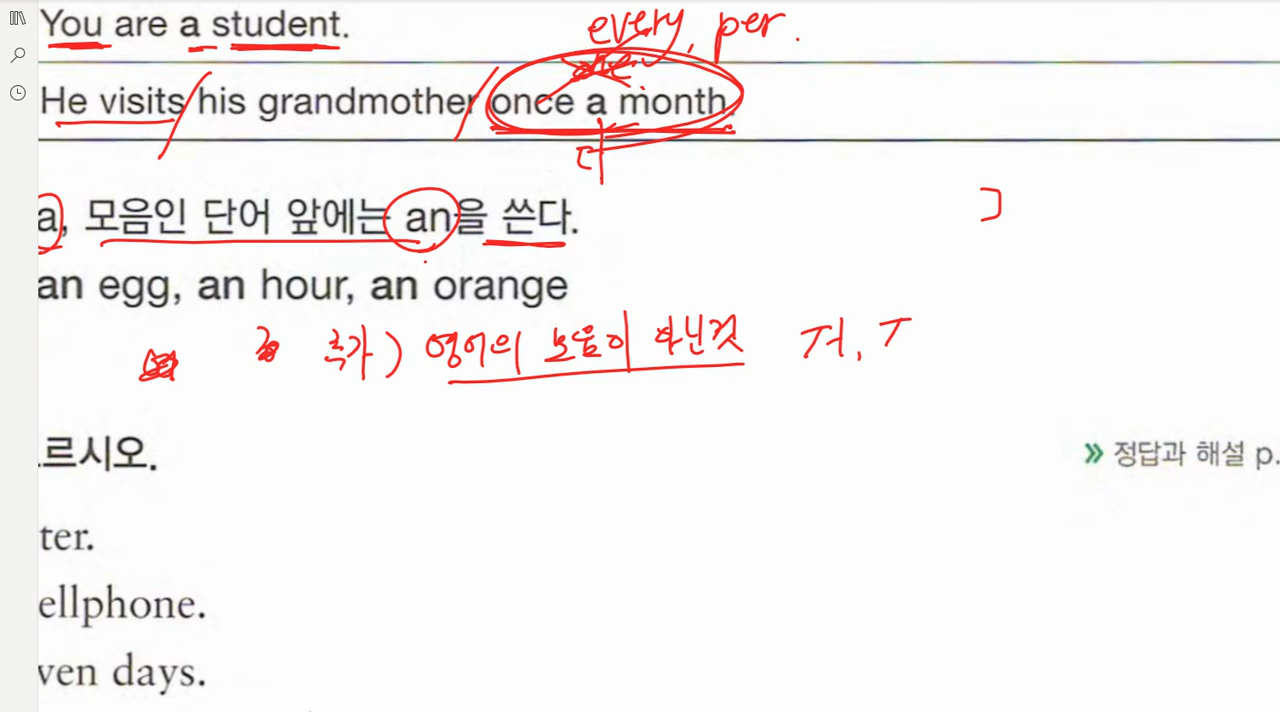 every, per.
You are a student.
He visits his grandmother once a month.
a, 모음인 단어 앞에는 an을 쓴다.
an egg, an hour, an orange
추가) 영어의 모음이 아닌것
르시오.
정답과 해설 p.
ter.
ellphone.
ven days.